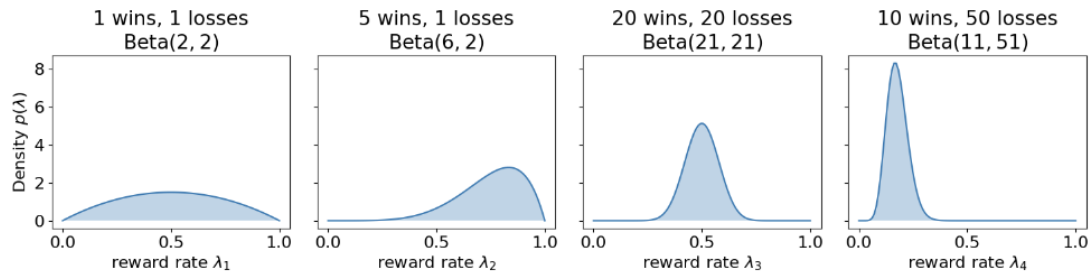 1 wins, 1 losses
Beta(2, 2)
5 wins, 1 losses
Beta(6, 2)
20 wins, 20 losses
Beta(21, 21)
10 wins, 50 losses
Beta(11, 51)
Density p(λ)
8
6
4
2
0
0.0 0.5 1.0
reward rate λ₁
0.0 0.5 1.0
reward rate λ₂
0.0 0.5 1.0
reward rate λ₃
0.0 0.5 1.0
reward rate λ₄